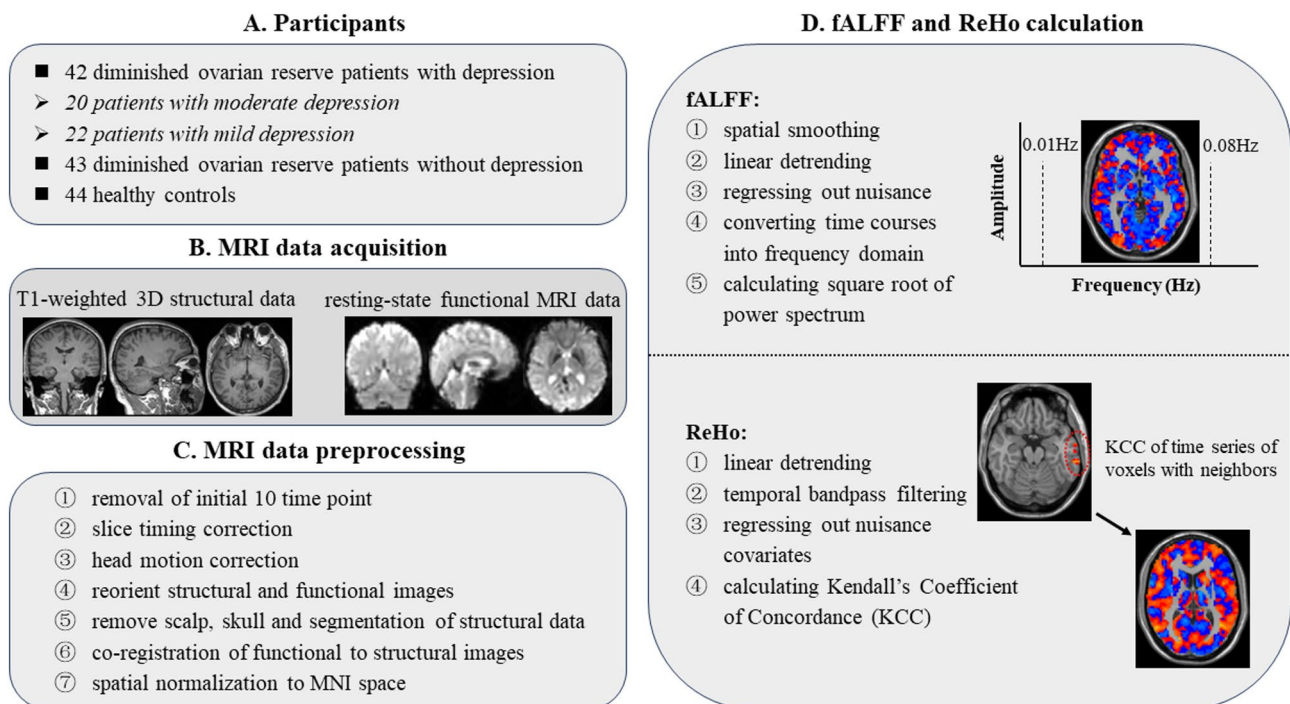 A. Participants
■ 42 diminished ovarian reserve patients with depression
➢ 20 patients with moderate depression
➢ 22 patients with mild depression
■ 43 diminished ovarian reserve patients without depression
■ 44 healthy controls
B. MRI data acquisition
T1-weighted 3D structural data
resting-state functional MRI data
C. MRI data preprocessing
① removal of initial 10 time point
② slice timing correction
③ head motion correction
④ reorient structural and functional images
⑤ remove scalp, skull and segmentation of structural data
⑥ co-registration of functional to structural images
⑦ spatial normalization to MNI space
D. fALFF and ReHo calculation
fALFF:
① spatial smoothing
② linear detrending
③ regressing out nuisance
④ converting time courses
into frequency domain
⑤ calculating square root of
power spectrum
Amplitude
0.01Hz
0.08Hz
Frequency (Hz)
ReHo:
① linear detrending
② temporal bandpass filtering
③ regressing out nuisance
covariates
④ calculating Kendall's Coefficient
of Concordance (KCC)
KCC of time series of
voxels with neighbors